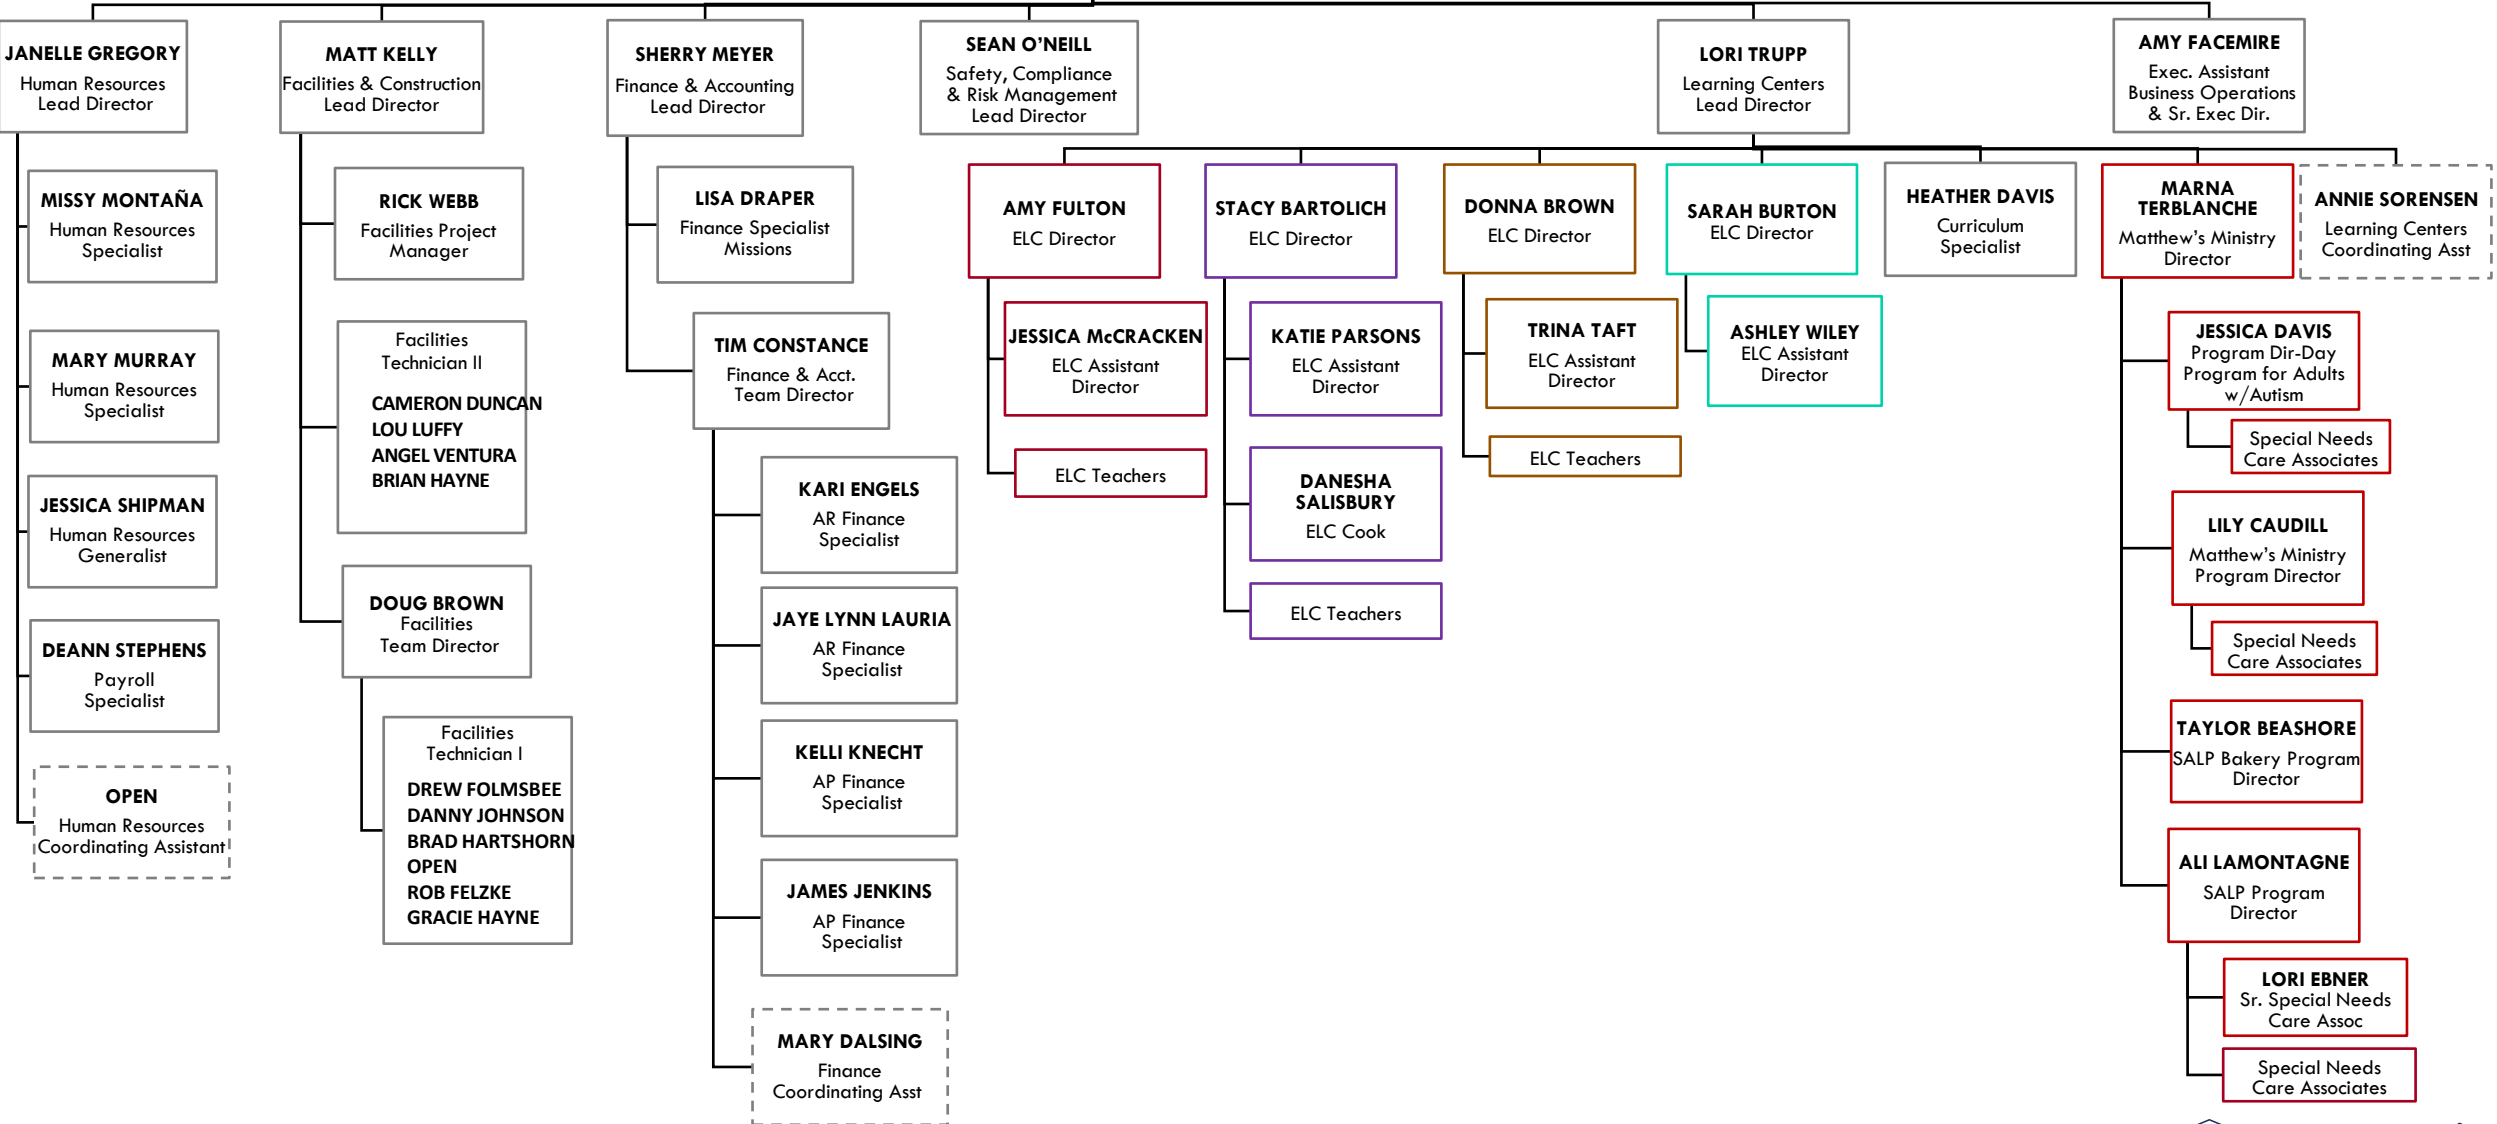 JANELLE GREGORY
Human Resources
Lead Director
MATT KELLY
Facilities & Construction
Lead Director
SHERRY MEYER
Finance & Accounting
Lead Director
SEAN O’NEILL
Safety, Compliance
& Risk Management
Lead Director
LORI TRUPP
Learning Centers
Lead Director
AMY FACEMIRE
Exec. Assistant
Business Operations
& Sr. Exec Dir.
MISSY MONTAÑA
Human Resources
Specialist
MARY MURRAY
Human Resources
Specialist
JESSICA SHIPMAN
Human Resources
Generalist
DEANN STEPHENS
Payroll
Specialist
OPEN
Human Resources
Coordinating Assistant
RICK WEBB
Facilities Project
Manager
Facilities
Technician II
CAMERON DUNCAN
LOU LUFFY
ANGEL VENTURA
BRIAN HAYNE
DOUG BROWN
Facilities
Team Director
Facilities
Technician I
DREW FOLMSBEE
DANNY JOHNSON
BRAD HARTSHORN
OPEN
ROB FELZKE
GRACIE HAYNE
LISA DRAPER
Finance Specialist
Missions
TIM CONSTANCE
Finance & Acct.
Team Director
KARI ENGELS
AR Finance
Specialist
JAYE LYNN LAURIA
AR Finance
Specialist
KELLI KNECHT
AP Finance
Specialist
JAMES JENKINS
AP Finance
Specialist
MARY DALSING
Finance
Coordinating Asst
AMY FULTON
ELC Director
JESSICA McCRACKEN
ELC Assistant
Director
ELC Teachers
STACY BARTOLICH
ELC Director
KATIE PARSONS
ELC Assistant
Director
DANESHA
SALISBURY
ELC Cook
ELC Teachers
DONNA BROWN
ELC Director
TRINA TAFT
ELC Assistant
Director
ELC Teachers
SARAH BURTON
ELC Director
ASHLEY WILEY
ELC Assistant
Director
HEATHER DAVIS
Curriculum
Specialist
MARNA
TERBLANCHE
Matthew’s Ministry
Director
JESSICA DAVIS
Program Dir-Day
Program for Adults
w/Autism
Special Needs
Care Associates
LILY CAUDILL
Matthew’s Ministry
Program Director
Special Needs
Care Associates
TAYLOR BEASHORE
SALP Bakery Program
Director
ALI LAMONTAGNE
SALP Program
Director
LORI EBNER
Sr. Special Needs
Care Assoc
Special Needs
Care Associates
ANNIE SORENSEN
Learning Centers
Coordinating Asst